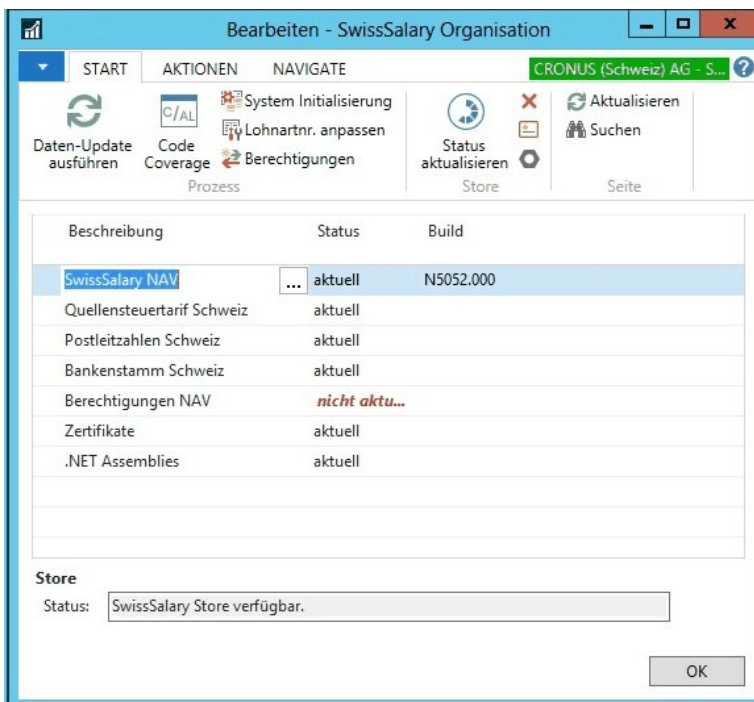 Bearbeiten - SwissSalary Organisation
START AKTIONEN NAVIGATE CRONUS (Schweiz) AG - S... ?
Daten-Update ausführen
C/AL
Code Coverage
System Initialisierung
Lohnartnr. anpassen
Berechtigungen
Prozess
Status aktualisieren
Store
Aktualisieren
Suchen
Seite
Beschreibung Status Build
SwissSalary NAV ... aktuell N5052.000
Quellensteuertarif Schweiz aktuell
Postleitzahlen Schweiz aktuell
Bankenstamm Schweiz aktuell
Berechtigungen NAV nicht aktu...
Zertifikate aktuell
.NET Assemblies aktuell
Store
Status: SwissSalary Store verfügbar.
OK